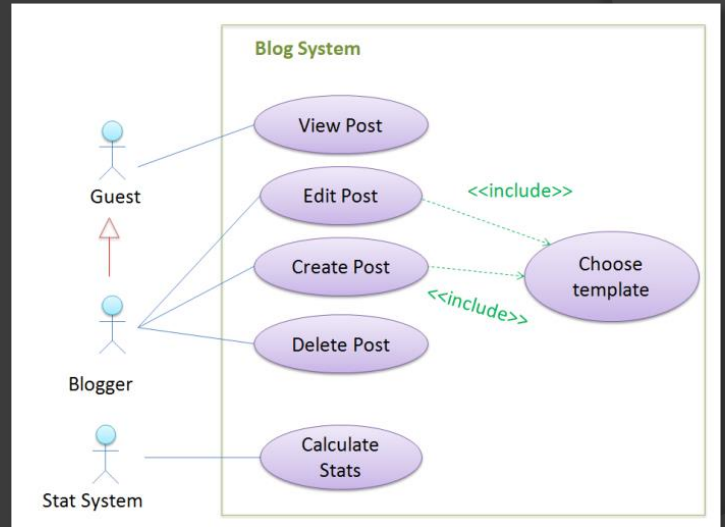 Blog System
View Post
Guest
Edit Post
<<include>>
Create Post
Choose
template
<<include>>
Delete Post
Blogger
Calculate
Stats
Stat System